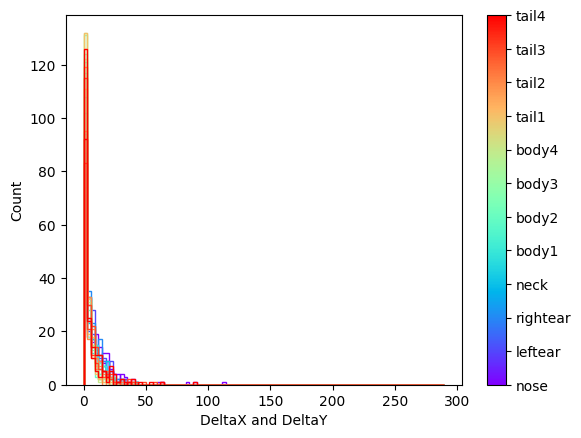 120
100
80
60
40
20
0
Count
0
50
100
150
200
250
300
DeltaX and DeltaY
tail4
tail3
tail2
tail1
body4
body3
body2
body1
neck
rightear
leftear
nose